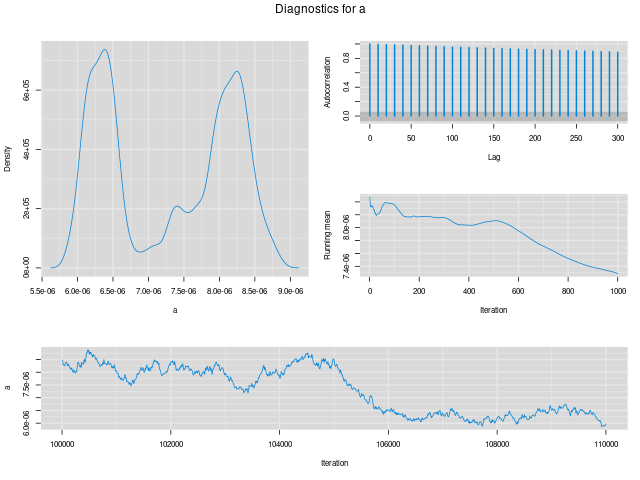 Diagnostics for a
Density
0e+00 2e+05 4e+05 6e+05
5.5e-06 6.0e-06 6.5e-06 7.0e-06 7.5e-06 8.0e-06 8.5e-06 9.0e-06
a
Autocorrelation
0.0 0.4 0.8
0 50 100 150 200 250 300
Lag
Running mean
7.4e-06 8.0e-06
0 200 400 600 800 1000
Iteration
a
6.0e-06 7.5e-06
100000 102000 104000 106000 108000 110000
Iteration